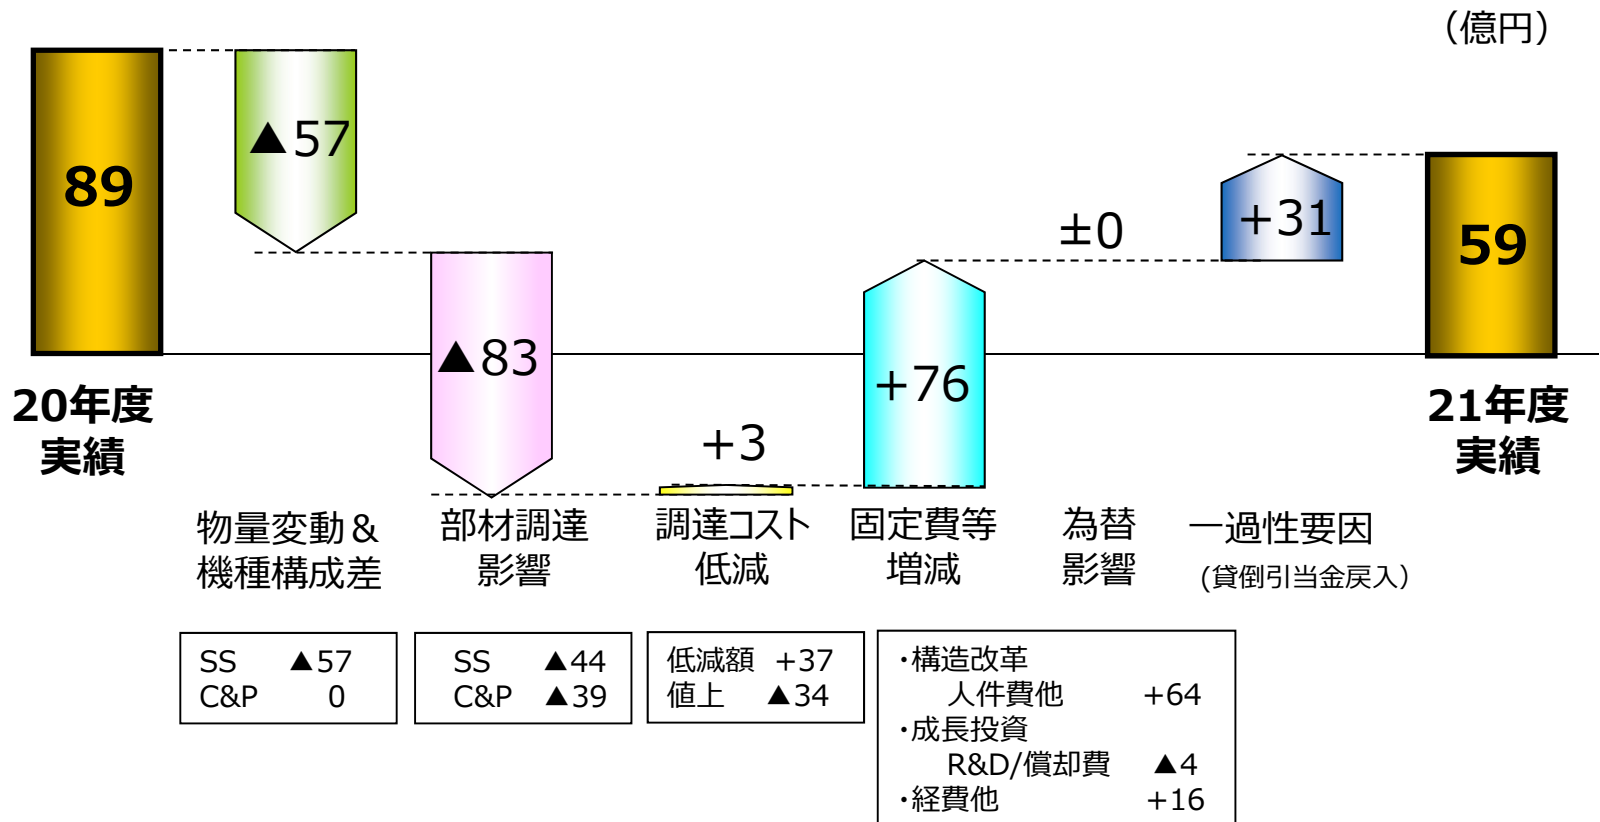 （億円）
89
▲57
▲83
+3
+76
±0
+31
59
20年度
実績
21年度
実績
物量変動＆
機種構成差
部材調達
影響
調達コスト
低減
固定費等
増減
為替
影響
一過性要因
(貸倒引当金戻入）
SS ▲57
C&P 0
SS ▲44
C&P ▲39
低減額 +37
値上 ▲34
・構造改革
人件費他 +64
・成長投資
R&D/償却費 ▲4
・経費他 +16